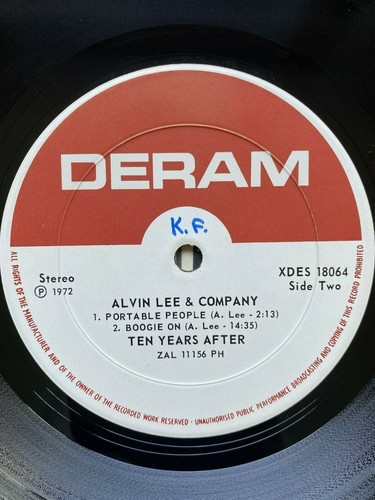 DERAM
K.F.
Stereo
Ⓟ 1972
XDES 18064
Side Two
ALVIN LEE & COMPANY
1. PORTABLE PEOPLE (A. Lee - 2:13)
2. BOOGIE ON (A. Lee - 14:35)
TEN YEARS AFTER
ZAL 11156 PH
ALL RIGHTS OF THE MANUFACTURER AND OF THE OWNER OF THE RECORDED WORK RESERVED · UNAUTHORISED PUBLIC PERFORMANCE, BROADCASTING AND COPYING OF THIS RECORD PROHIBITED